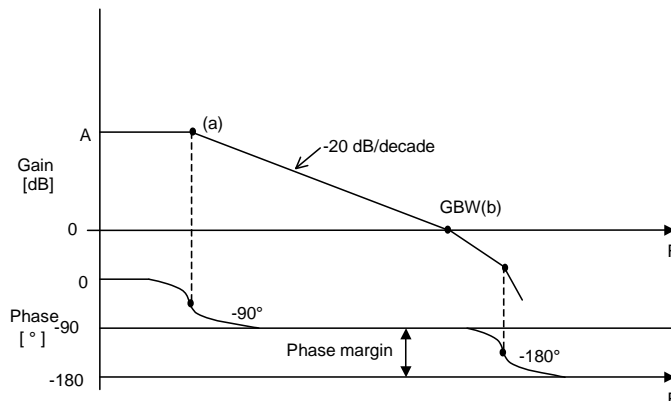 (a)
A
-20 dB/decade
Gain
[dB]
GBW(b)
0
0
Phase
-90°
-90
[ ° ]
Phase margin
-180°
-180